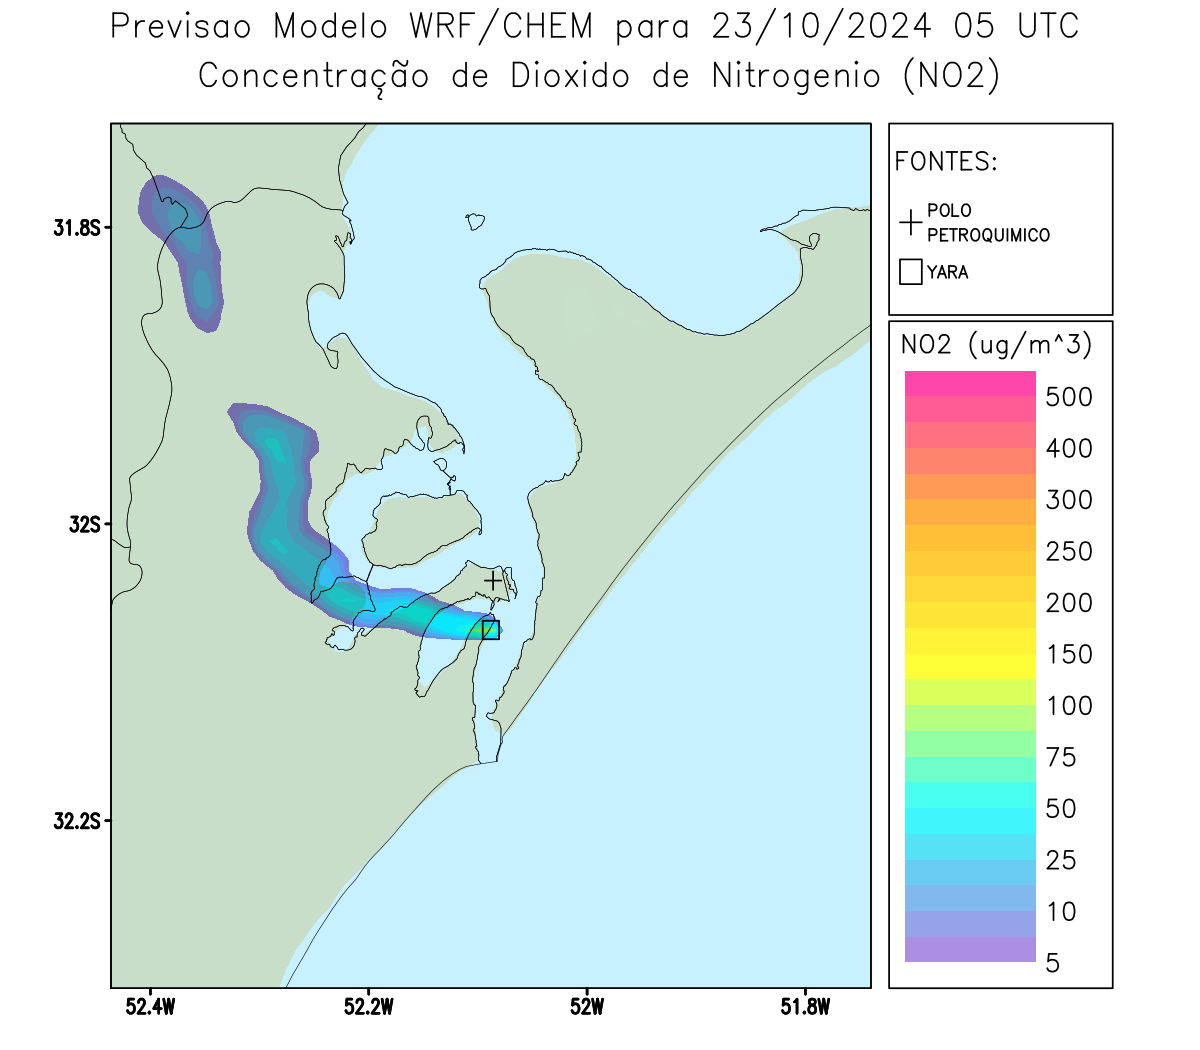 Previsao Modelo WRF/CHEM para 23/10/2024 05 UTC
Concentração de Dioxido de Nitrogenio (NO2)
FONTES:
POLO
PETROQUIMICO
YARA
NO2 (ug/m^3)
500
400
300
250
200
150
100
75
50
25
10
5
31.8S
32S
32.2S
52.4W
52.2W
52W
51.8W